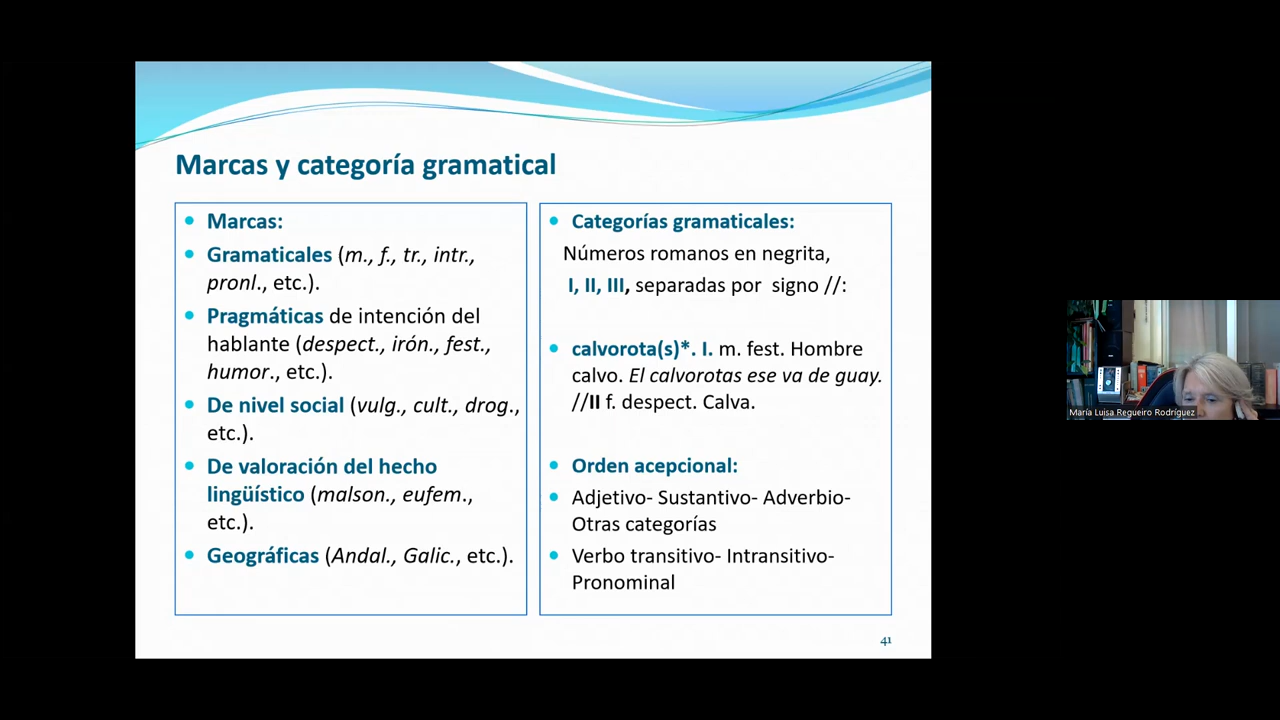 Marcas y categoría gramatical
Marcas:
Gramaticales (m., f., tr., intr.,
pronl., etc.).
Pragmáticas de intención del
hablante (despect., irón., fest.,
humor., etc.).
De nivel social (vulg., cult., drog.,
etc.).
De valoración del hecho
lingüístico (malson., eufem.,
etc.).
Geográficas (Andal., Galic., etc.).
Categorías gramaticales:
Números romanos en negrita,
I, II, III, separadas por signo //:
calvorota(s)*. I. m. fest. Hombre
calvo. El calvorotas ese va de guay.
//II f. despect. Calva.
Orden acepcional:
Adjetivo- Sustantivo- Adverbio-
Otras categorías
Verbo transitivo- Intransitivo-
Pronominal
41
María Luisa Regueiro Rodríguez